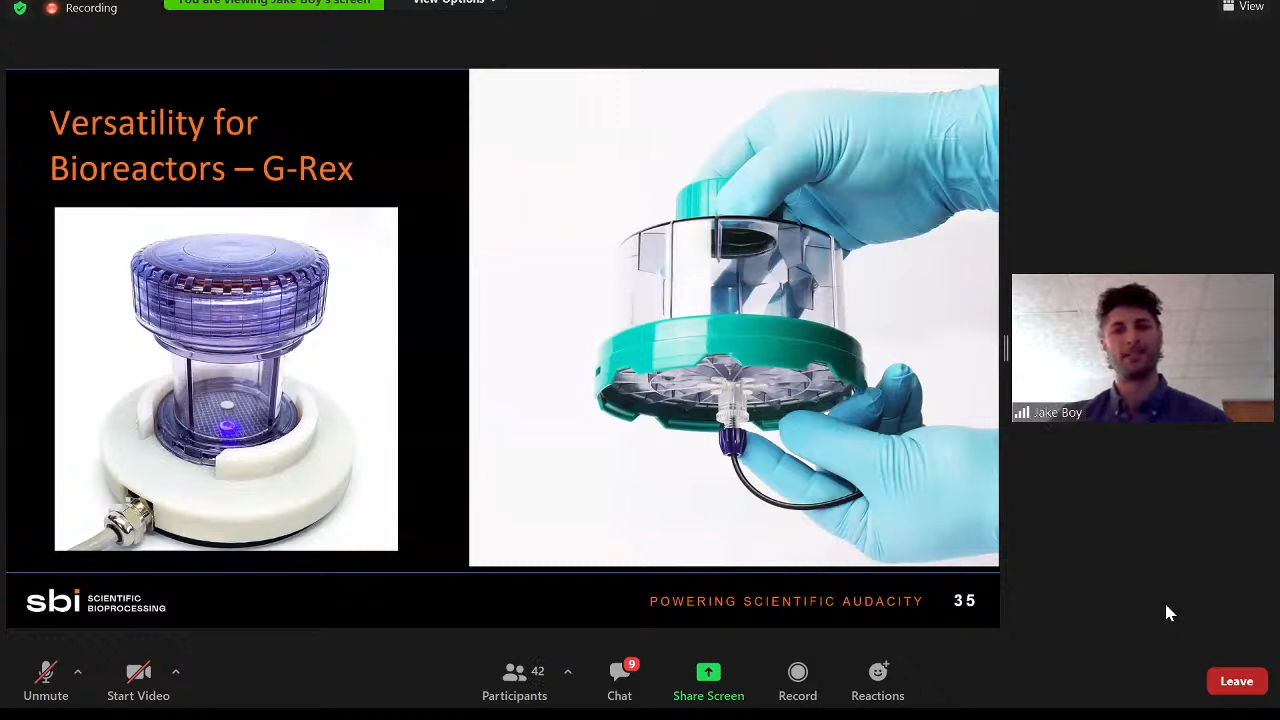 Recording
You are viewing Jake Boy's screen
View Options
View
Versatility for
Bioreactors – G-Rex
Jake Boy
sbi SCIENTIFIC
BIOPROCESSING
POWERING SCIENTIFIC AUDACITY 35
Unmute
Start Video
42
Participants
9
Chat
Share Screen
Record
Reactions
Leave